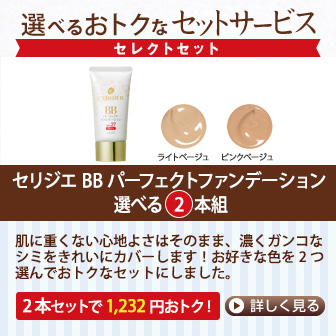 選べるおトクなセットサービス
セレクトセット
BB
ライトベージュ
ピンクベージュ
セリジエ BB パーフェクトファンデーション
選べる2本組
肌に重くない心地よさはそのまま、濃くガンコな
シミをきれいにカバーします！お好きな色を２つ
選んでおトクなセットにしました。
2本セットで 1,232 円おトク！
詳しく見る